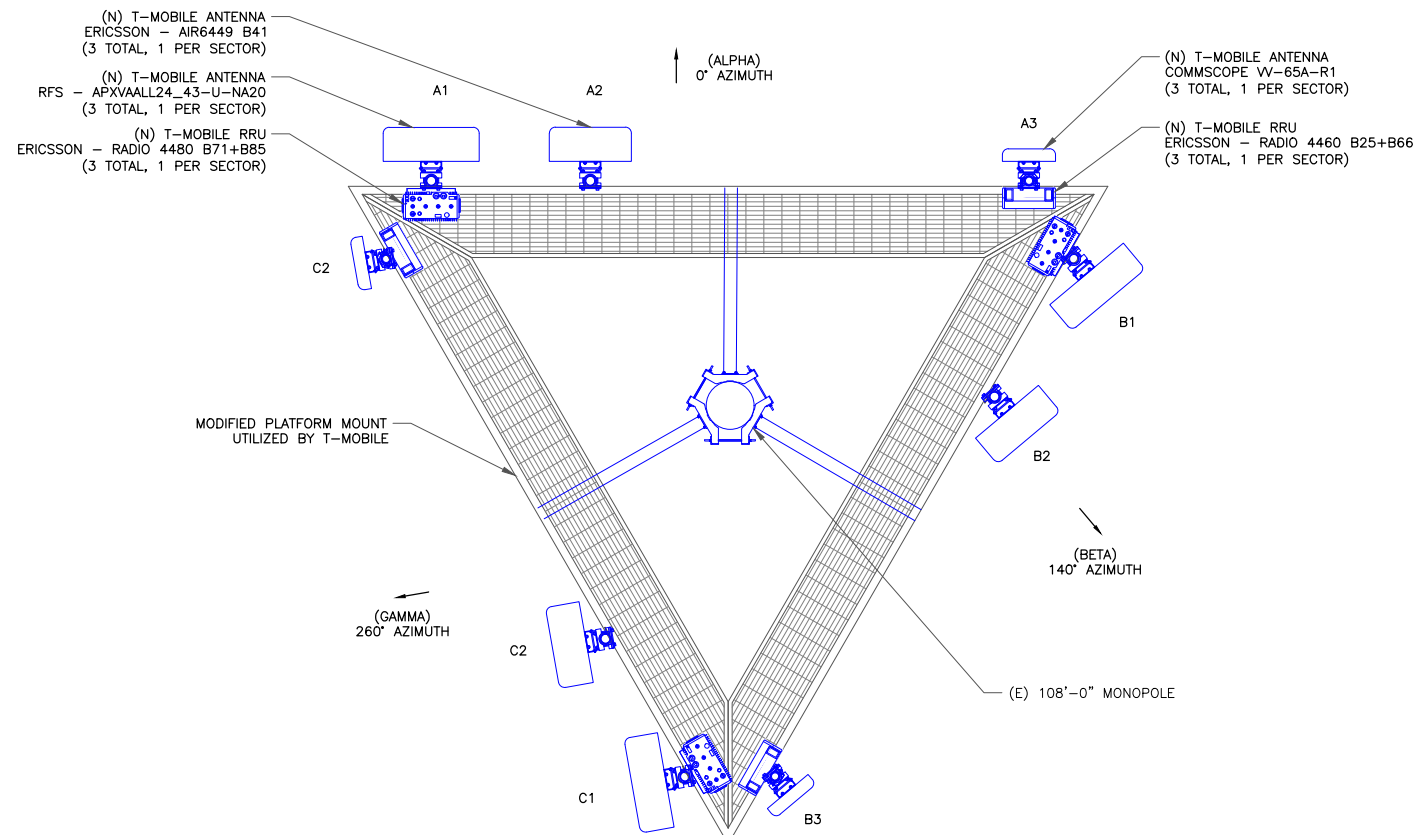 (N) T-MOBILE ANTENNA
ERICSSON - AIR6449 B41
(3 TOTAL, 1 PER SECTOR)
(N) T-MOBILE ANTENNA
RFS - APXVAALL24_43-U-NA20
(3 TOTAL, 1 PER SECTOR)
(N) T-MOBILE RRU
ERICSSON - RADIO 4480 B71+B85
(3 TOTAL, 1 PER SECTOR)
A1
A2
(ALPHA)
0° AZIMUTH
A3
(N) T-MOBILE ANTENNA
COMMSCOPE VV-65A-R1
(3 TOTAL, 1 PER SECTOR)
(N) T-MOBILE RRU
ERICSSON - RADIO 4460 B25+B66
(3 TOTAL, 1 PER SECTOR)
C2
B1
MODIFIED PLATFORM MOUNT
UTILIZED BY T-MOBILE
B2
(BETA)
140° AZIMUTH
(GAMMA)
260° AZIMUTH
C2
(E) 108'-0" MONOPOLE
C1
B3